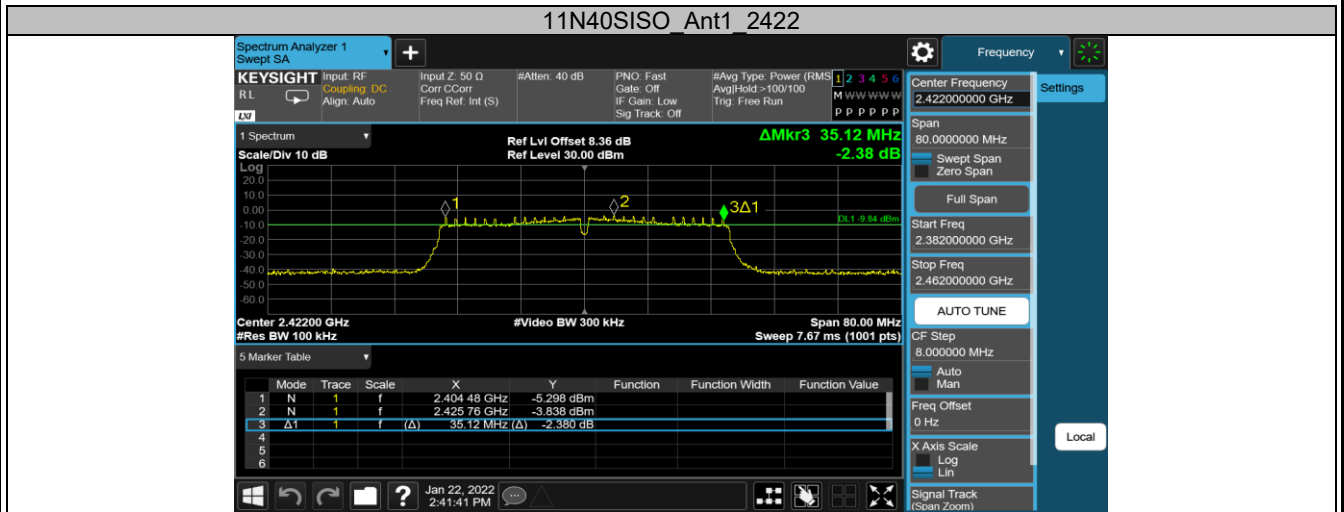 11N40SISO_Ant1_2422
Spectrum Analyzer 1
Swept SA
+
Frequency
KEYSIGHT
RL
LXI
Input: RF
Coupling: DC
Align: Auto
Input Z: 50 Ω
Corr CCorr
Freq Ref: Int (S)
#Atten: 40 dB
PNO: Fast
Gate: Off
IF Gain: Low
Sig Track: Off
#Avg Type: Power (RMS
Avg|Hold:>100/100
Trig: Free Run
1 2 3 4 5 6
M W W W W W
P P P P P P
1 Spectrum
Scale/Div 10 dB
Ref Lvl Offset 8.36 dB
Ref Level 30.00 dBm
ΔMkr3 35.12 MHz
-2.38 dB
Log
20.0
10.0
0.00
-10.0
-20.0
-30.0
-40.0
-50.0
-60.0
1
2
3Δ1
DL1 -9.84 dBm
Center 2.42200 GHz
#Video BW 300 kHz
Span 80.00 MHz
#Res BW 100 kHz
Sweep 7.67 ms (1001 pts)
5 Marker Table
Mode Trace Scale X Y Function Function Width Function Value
1 N 1 f 2.404 48 GHz -5.298 dBm
2 N 1 f 2.425 76 GHz -3.838 dBm
3 Δ1 1 f (Δ) 35.12 MHz (Δ) -2.380 dB
4
5
6
Center Frequency
2.422000000 GHz
Settings
Span
80.0000000 MHz
Swept Span
Zero Span
Full Span
Start Freq
2.382000000 GHz
Stop Freq
2.462000000 GHz
AUTO TUNE
CF Step
8.000000 MHz
Auto
Man
Freq Offset
0 Hz
X Axis Scale
Log
Lin
Signal Track
(Span Zoom)
Local
?
Jan 22, 2022
2:41:41 PM